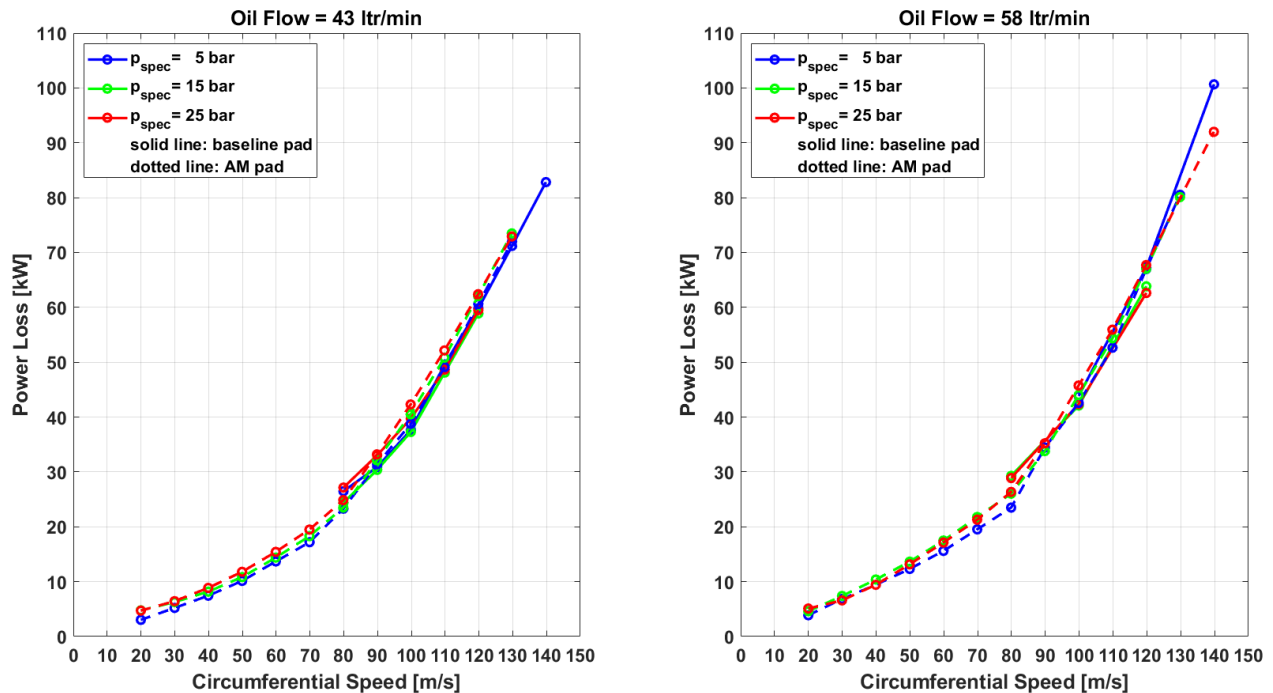 Oil Flow = 43 ltr/min
110
100
90
80
70
60
50
40
30
20
10
0
Power Loss [kW]
p_spec = 5 bar
p_spec = 15 bar
p_spec = 25 bar
solid line: baseline pad
dotted line: AM pad
0 10 20 30 40 50 60 70 80 90 100 110 120 130 140 150
Circumferential Speed [m/s]
Oil Flow = 58 ltr/min
110
100
90
80
70
60
50
40
30
20
10
0
Power Loss [kW]
p_spec = 5 bar
p_spec = 15 bar
p_spec = 25 bar
solid line: baseline pad
dotted line: AM pad
0 10 20 30 40 50 60 70 80 90 100 110 120 130 140 150
Circumferential Speed [m/s]